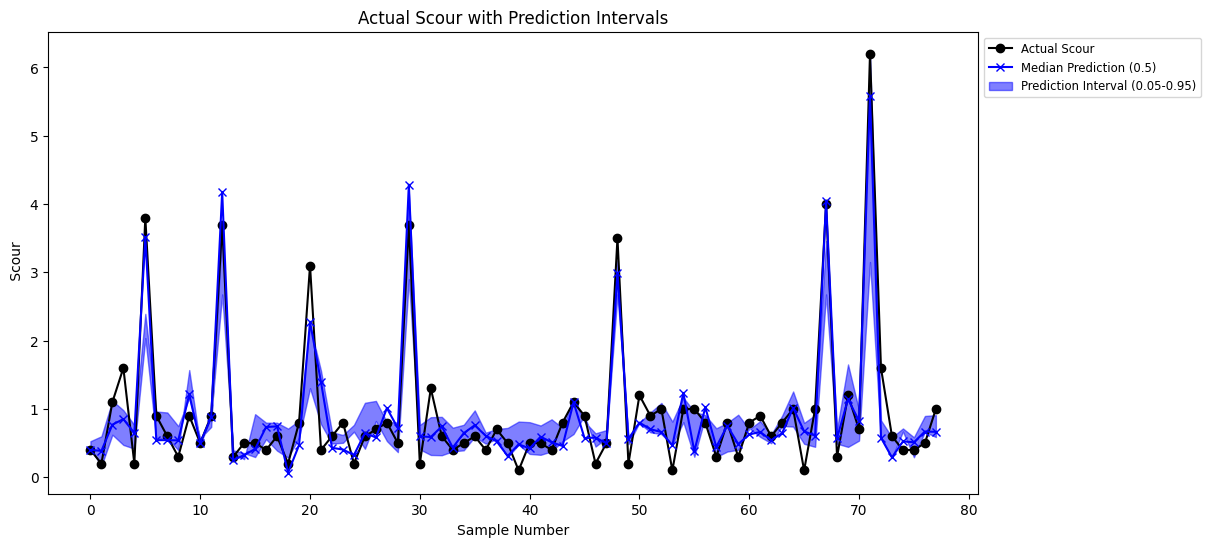 Actual Scour with Prediction Intervals
Actual Scour
Median Prediction (0.5)
Prediction Interval (0.05-0.95)
Scour
6
5
4
3
2
1
0
0 10 20 30 40 50 60 70 80
Sample Number